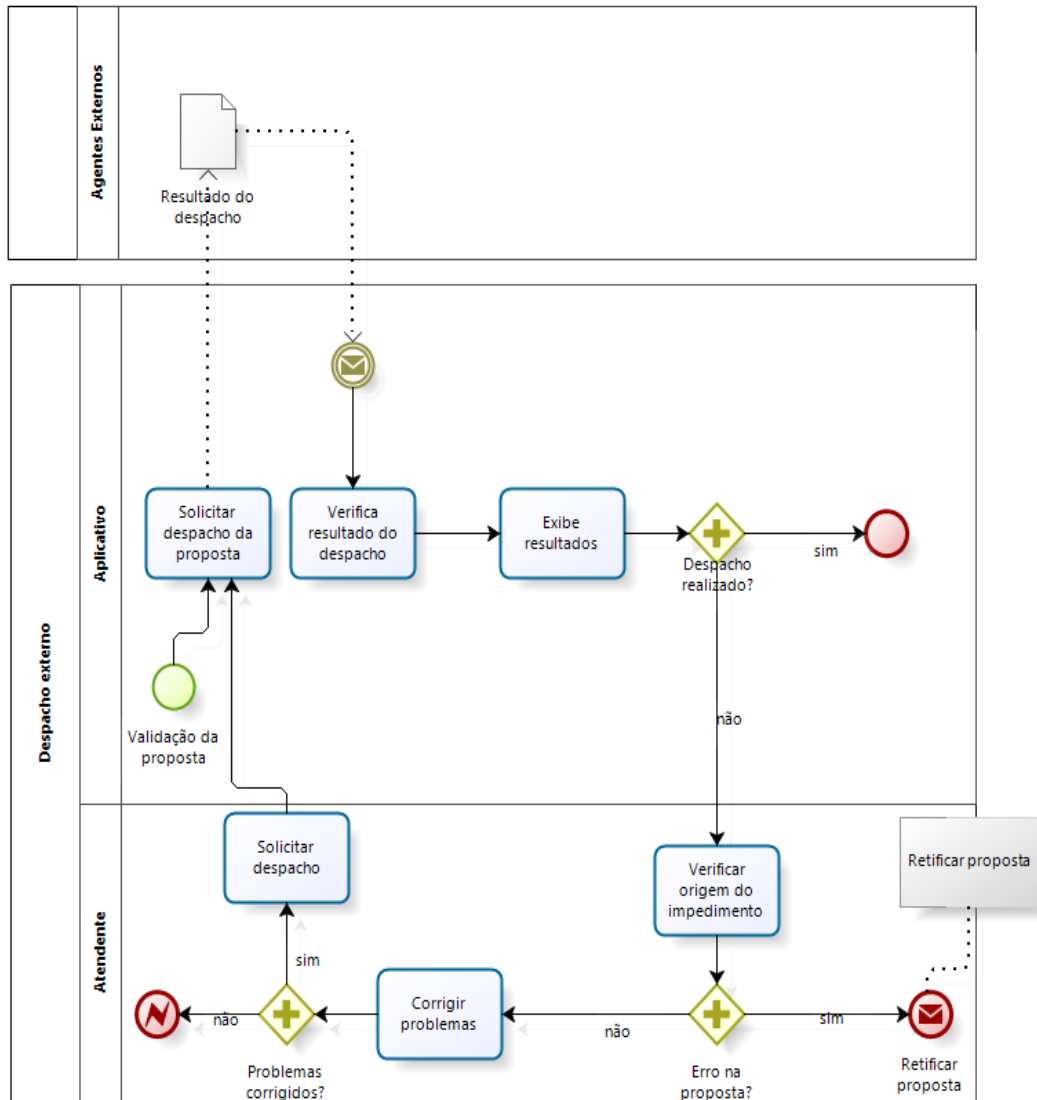 Agentes Externos
Resultado do
despacho
Despacho externo
Aplicativo
Solicitar
despacho da
proposta
Verifica
resultado do
despacho
Exibe
resultados
Despacho
realizado?
sim
Validação da
proposta
não
Atendente
Solicitar
despacho
Verificar
origem do
impedimento
Retificar proposta
sim
Corrigir
problemas
não
não
sim
Problemas
corrigidos?
Erro na
proposta?
Retificar
proposta